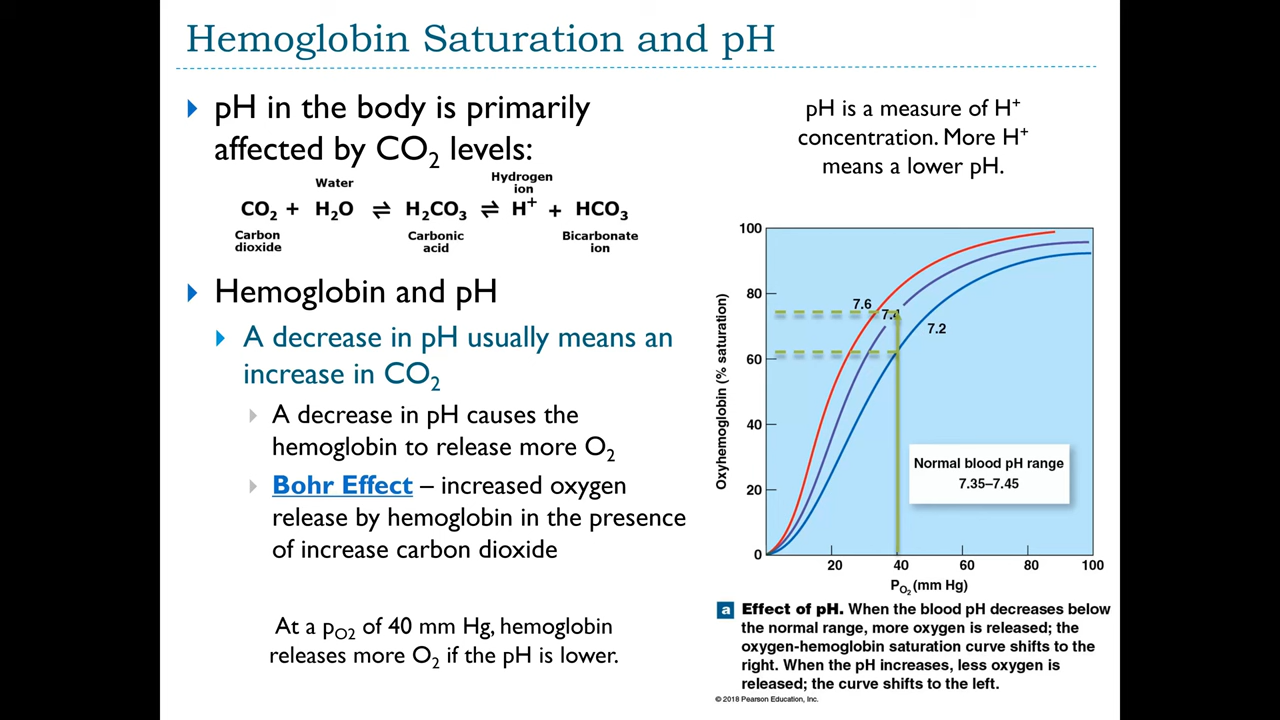 Hemoglobin Saturation and pH
pH in the body is primarily
affected by CO₂ levels:
Water
Hydrogen
ion
CO₂ + H₂O ⇌ H₂CO₃ ⇌ H⁺ + HCO₃
Carbon
dioxide
Carbonic
acid
Bicarbonate
ion
Hemoglobin and pH
A decrease in pH usually means an
increase in CO₂
A decrease in pH causes the
hemoglobin to release more O₂
Bohr Effect – increased oxygen
release by hemoglobin in the presence
of increase carbon dioxide
At a pO2 of 40 mm Hg, hemoglobin
releases more O₂ if the pH is lower.
pH is a measure of H⁺
concentration. More H⁺
means a lower pH.
Oxyhemoglobin (% saturation)
100
80
60
40
20
0
7.6
7.4
7.2
Normal blood pH range
7.35–7.45
20 40 60 80 100
PO2 (mm Hg)
a Effect of pH. When the blood pH decreases below
the normal range, more oxygen is released; the
oxygen-hemoglobin saturation curve shifts to the
right. When the pH increases, less oxygen is
released; the curve shifts to the left.
© 2018 Pearson Education, Inc.